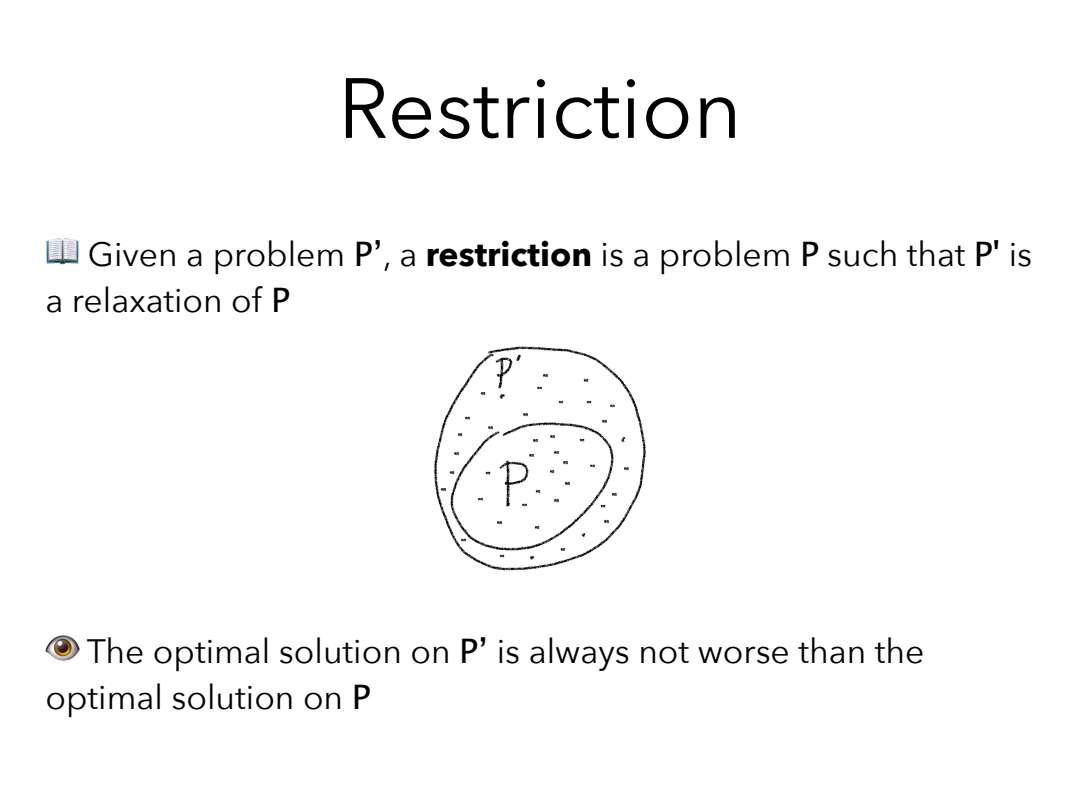 Restriction
📖 Given a problem P’, a restriction is a problem P such that P' is
a relaxation of P
P'
P
👁 The optimal solution on P’ is always not worse than the
optimal solution on P